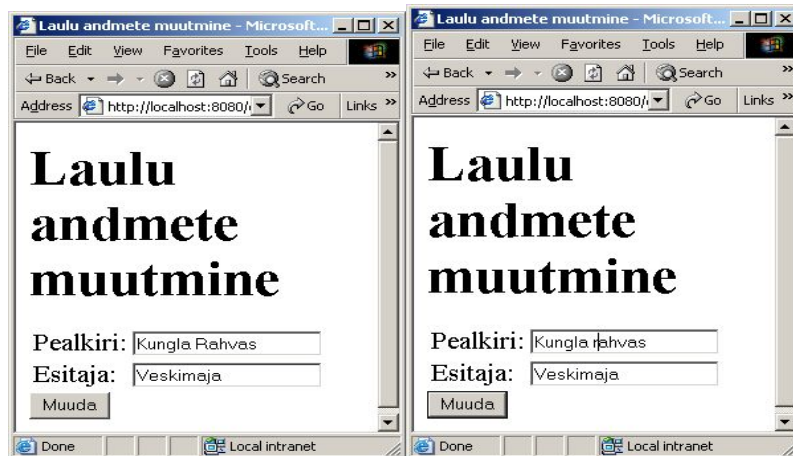 Laulu andmete muutmine - Microsoft...
File Edit View Favorites Tools Help
Back Search »
Address http://localhost:8080/ Go Links »
Laulu
andmete
muutmine
Pealkiri: Kungla Rahvas
Esitaja: Veskimaja
Muuda
Done Local intranet
Laulu andmete muutmine - Microsoft...
File Edit View Favorites Tools Help
Back Search »
Address http://localhost:8080/ Go Links »
Laulu
andmete
muutmine
Pealkiri: Kungla rahvas
Esitaja: Veskimaja
Muuda
Done Local intranet